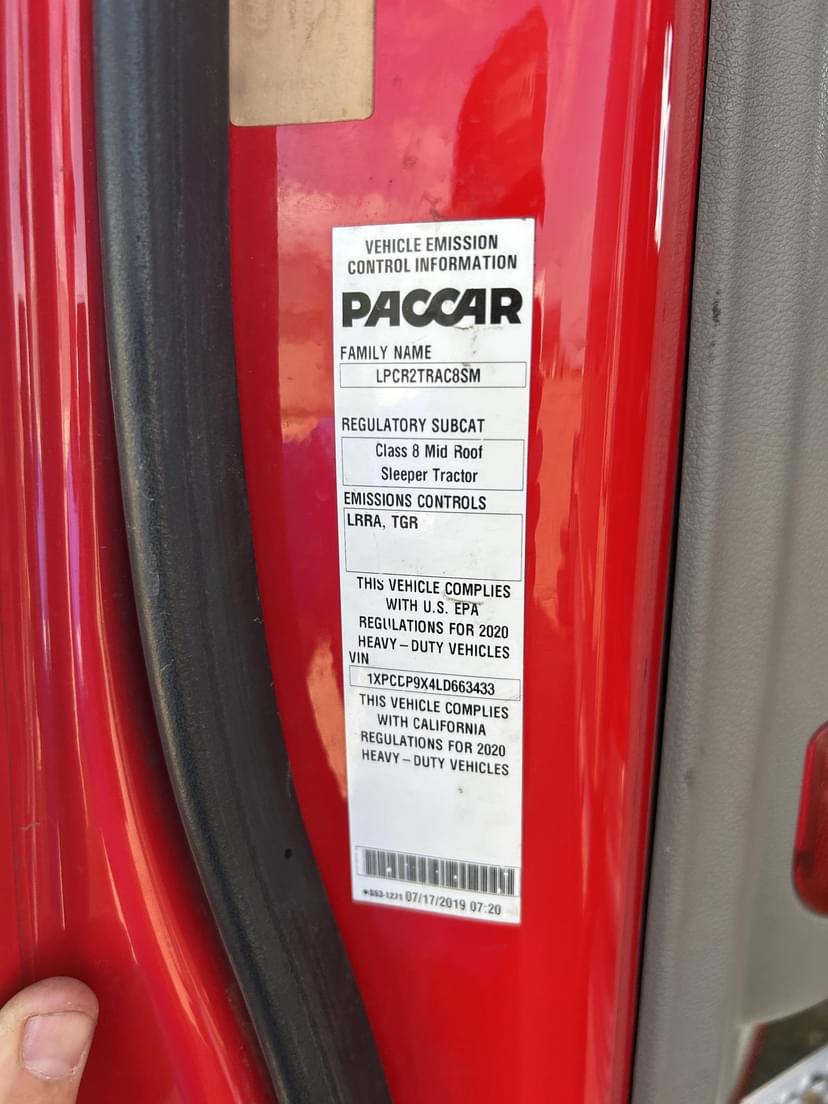 VEHICLE EMISSION
CONTROL INFORMATION
PACCAR
FAMILY NAME
LPCR2TRAC8SM
REGULATORY SUBCAT
Class 8 Mid Roof
Sleeper Tractor
EMISSIONS CONTROLS
LRRA, TGR
THIS VEHICLE COMPLIES
WITH U.S. EPA
REGULATIONS FOR 2020
HEAVY-DUTY VEHICLES
VIN
1XPCDP9X4LD663433
THIS VEHICLE COMPLIES
WITH CALIFORNIA
REGULATIONS FOR 2020
HEAVY-DUTY VEHICLES
07/17/2019 07:20